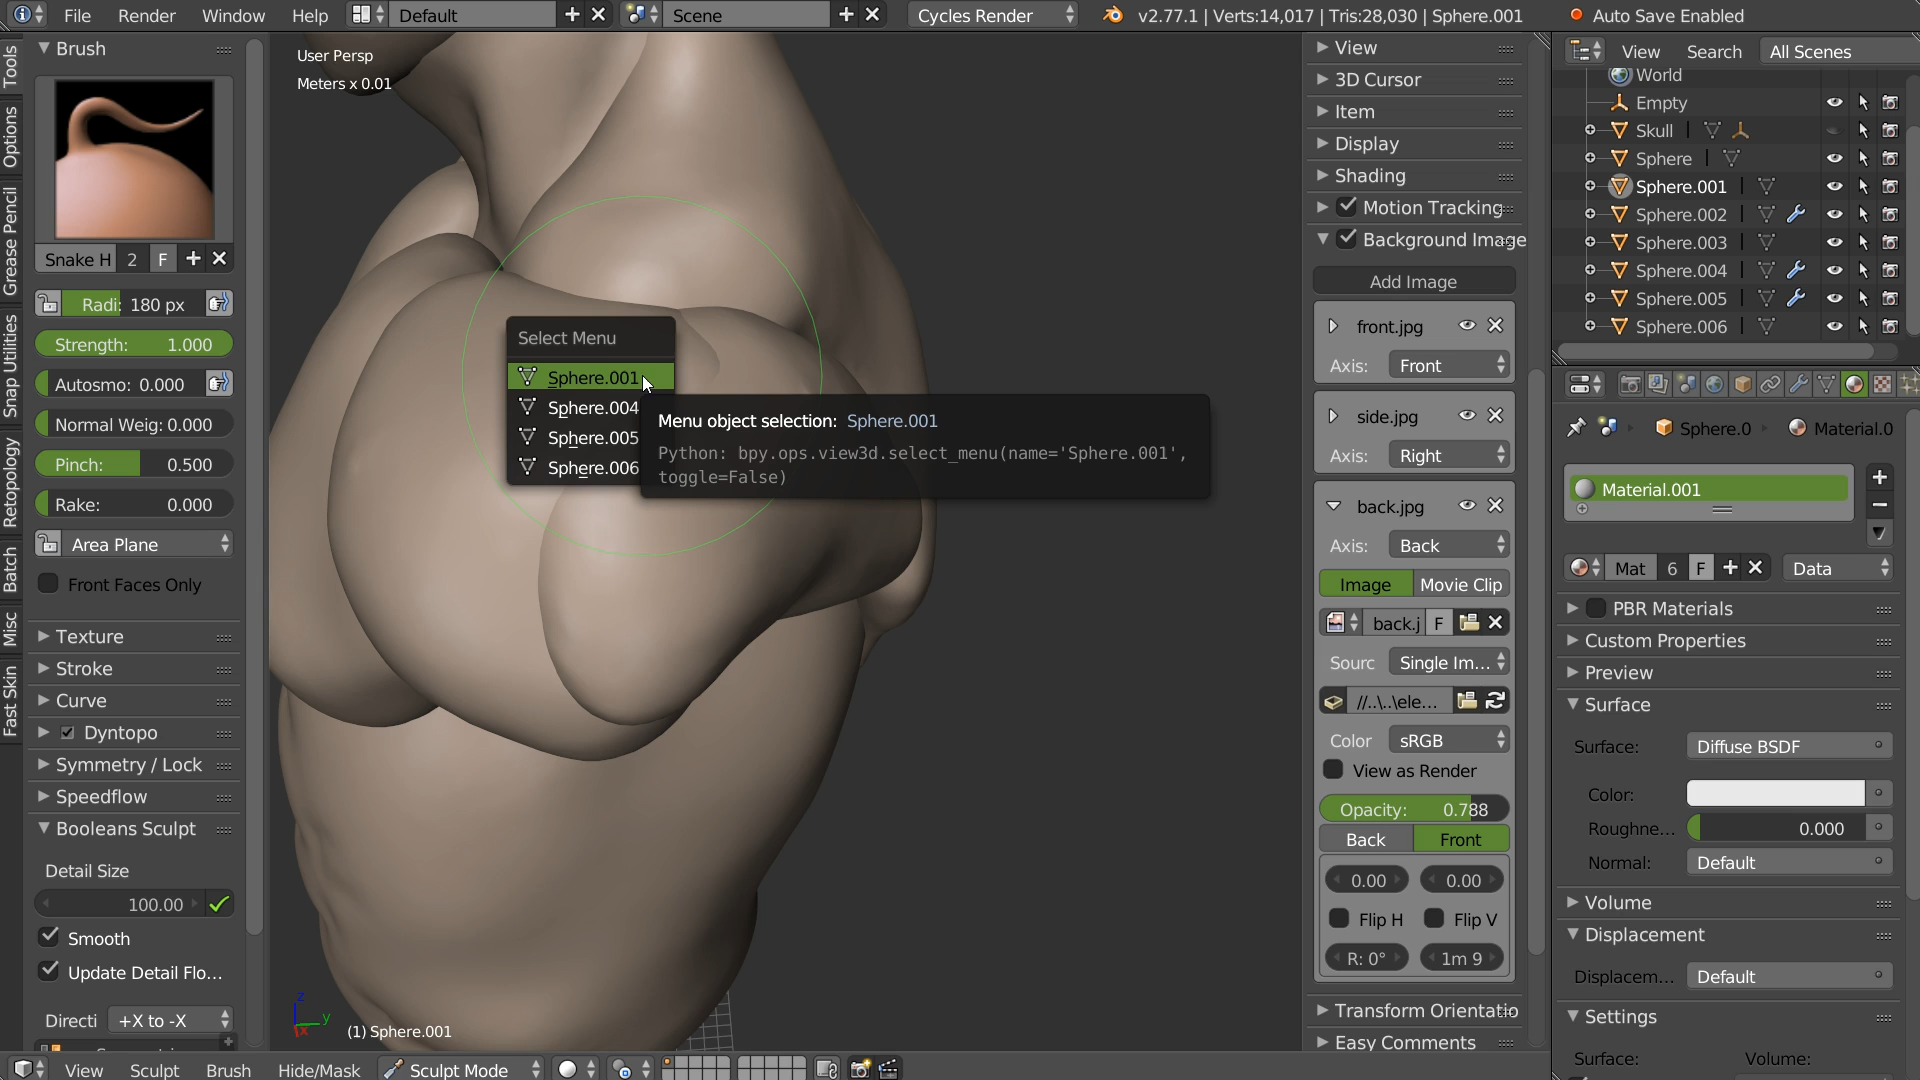 File Render Window Help Default Scene Cycles Render v2.77.1 | Verts:14,017 | Tris:28,030 | Sphere.001 Auto Save Enabled
Tools
Options
Grease Pencil
Snap Utilities
Retopology
Batch
Misc
Fast Skin
Brush
Snake H 2 F
Radi: 180 px
Strength: 1.000
Autosmo: 0.000
Normal Weig: 0.000
Pinch: 0.500
Rake: 0.000
Area Plane
Front Faces Only
Texture
Stroke
Curve
Dyntopo
Symmetry / Lock
Speedflow
Booleans Sculpt
Detail Size
100.00
Smooth
Update Detail Flo...
Directi +X to -X
User Persp
Meters x 0.01
Select Menu
Sphere.001
Sphere.004
Sphere.005
Sphere.006
Menu object selection: Sphere.001
Python: bpy.ops.view3d.select_menu(name='Sphere.001',
toggle=False)
z
y
x
(1) Sphere.001
View Sculpt Brush Hide/Mask Sculpt Mode
View
3D Cursor
Item
Display
Shading
Motion Tracking
Background Image
Add Image
front.jpg
Axis: Front
side.jpg
Axis: Right
back.jpg
Axis: Back
Image Movie Clip
back.j F
Sourc Single Im...
//..\..\ele...
Color sRGB
View as Render
Opacity: 0.788
Back Front
0.00 0.00
Flip H Flip V
R: 0° 1m 9
Transform Orientatio
Easy Comments
View Search All Scenes
World
Empty
Skull
Sphere
Sphere.001
Sphere.002
Sphere.003
Sphere.004
Sphere.005
Sphere.006
Sphere.0 Material.0
Material.001
Mat 6 F Data
PBR Materials
Custom Properties
Preview
Surface
Surface: Diffuse BSDF
Color:
Roughne... 0.000
Normal: Default
Volume
Displacement
Displacem... Default
Settings
Surface: Volume: